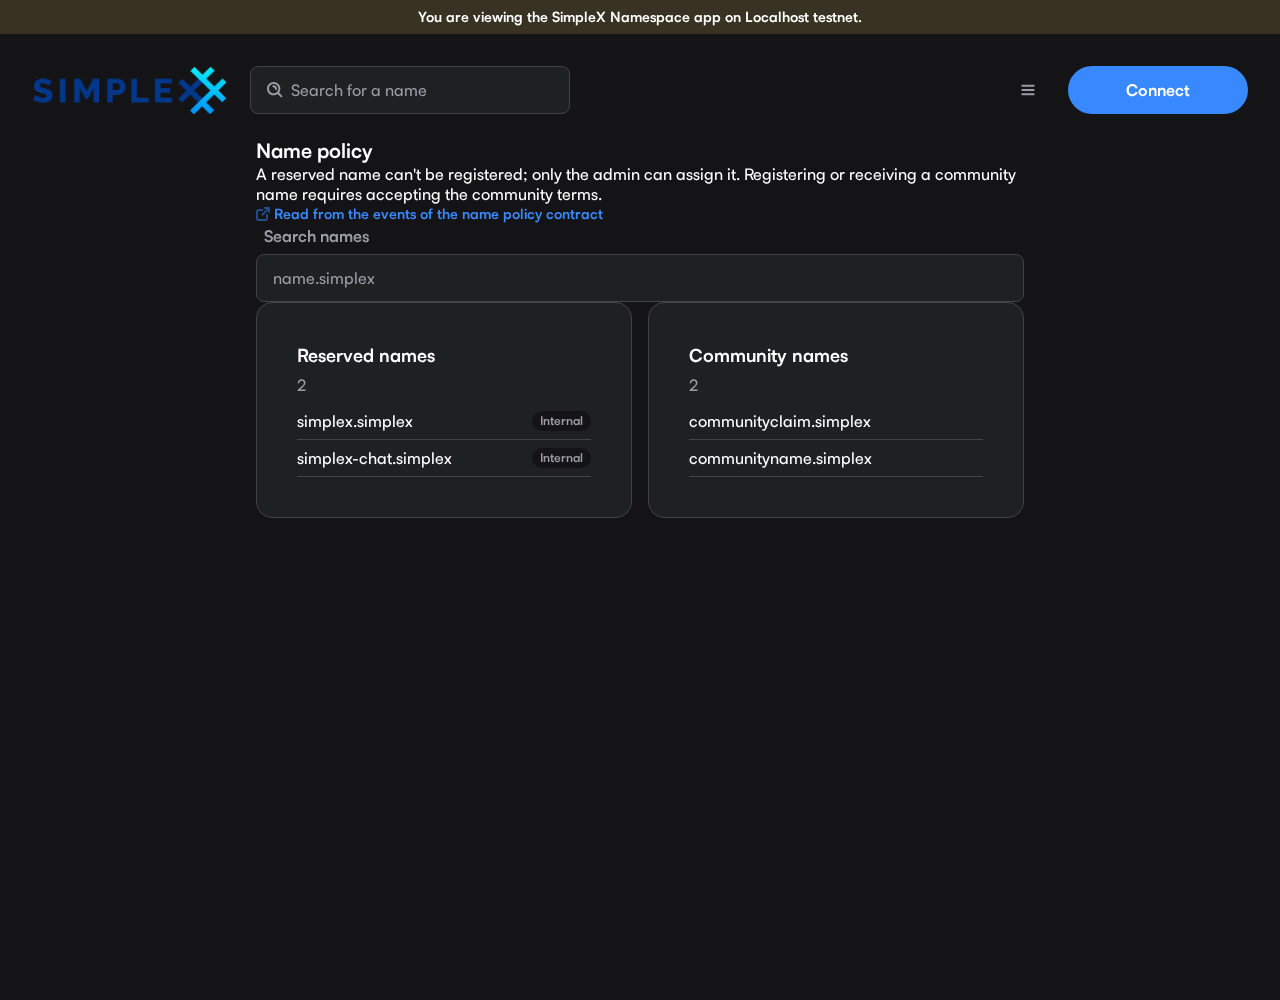 You are viewing the SimpleX Namespace app on Localhost testnet.
SIMPLEX
Search for a name
Connect
Name policy
A reserved name can't be registered; only the admin can assign it. Registering or receiving a community
name requires accepting the community terms.
Read from the events of the name policy contract
Search names
name.simplex
Reserved names
2
simplex.simplex
Internal
simplex-chat.simplex
Internal
Community names
2
communityclaim.simplex
communityname.simplex